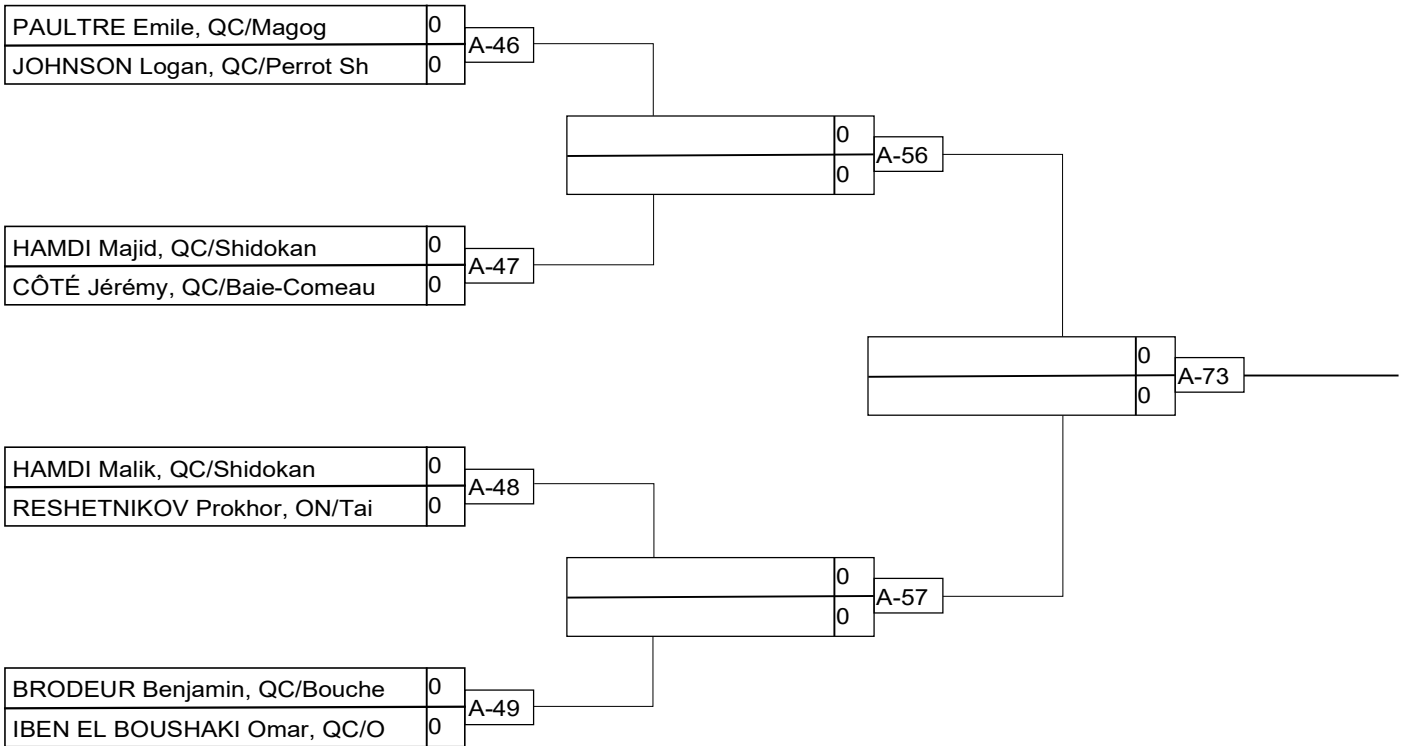 PAULTRE Emile, QC/Magog 0
A-46
JOHNSON Logan, QC/Perrot Sh 0
0
A-56
0
HAMDI Majid, QC/Shidokan 0
A-47
CÔTÉ Jérémy, QC/Baie-Comeau 0
0
A-73
0
HAMDI Malik, QC/Shidokan 0
A-48
RESHETNIKOV Prokhor, ON/Tai 0
0
A-57
0
BRODEUR Benjamin, QC/Bouche 0
A-49
IBEN EL BOUSHAKI Omar, QC/O 0